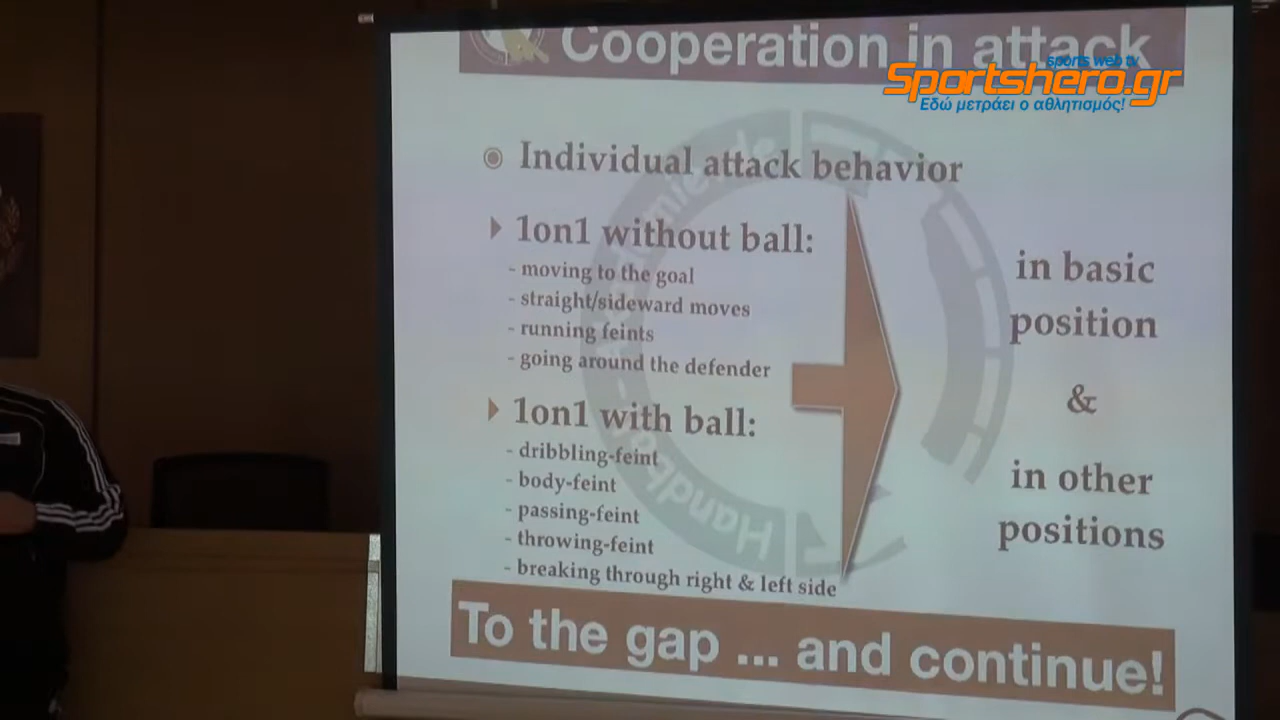 Cooperation in attack
sports web tv
Sportshero.gr
Εδώ μετράει ο αθλητισμός!
Individual attack behavior
1on1 without ball:
- moving to the goal
- straight/sideward moves
- running feints
- going around the defender
1on1 with ball:
- dribbling-feint
- body-feint
- passing-feint
- throwing-feint
- breaking through right & left side
in basic
position
&
in other
positions
To the gap ... and continue!